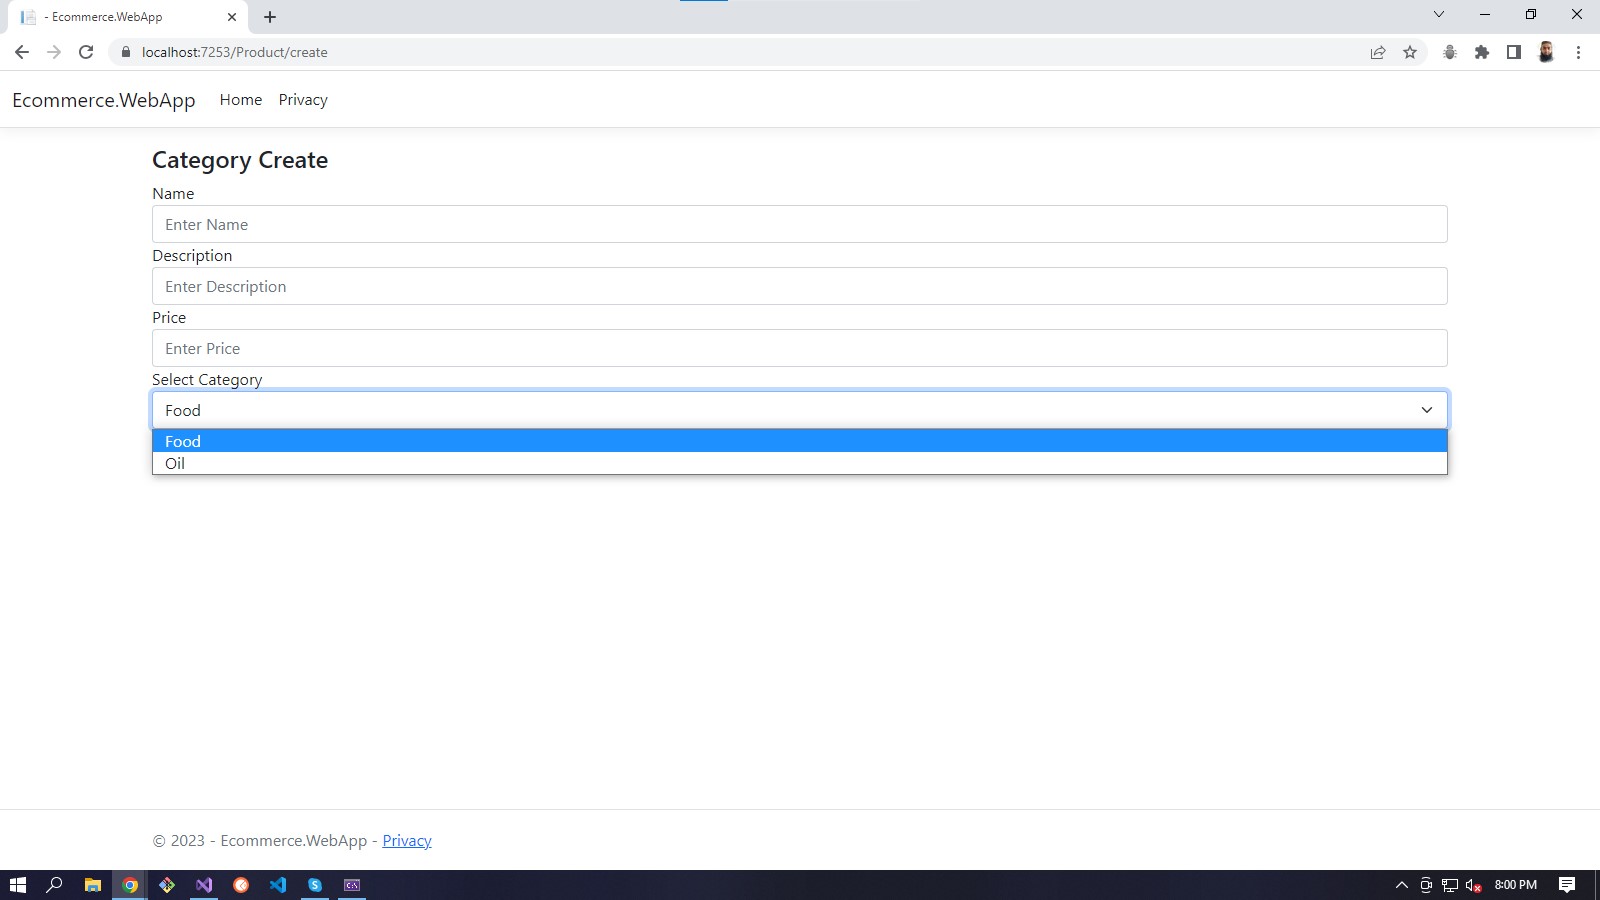 - Ecommerce.WebApp
localhost:7253/Product/create
Ecommerce.WebApp Home Privacy
Category Create
Name
Enter Name
Description
Enter Description
Price
Enter Price
Select Category
Food
Food
Oil
© 2023 - Ecommerce.WebApp - Privacy
8:00 PM